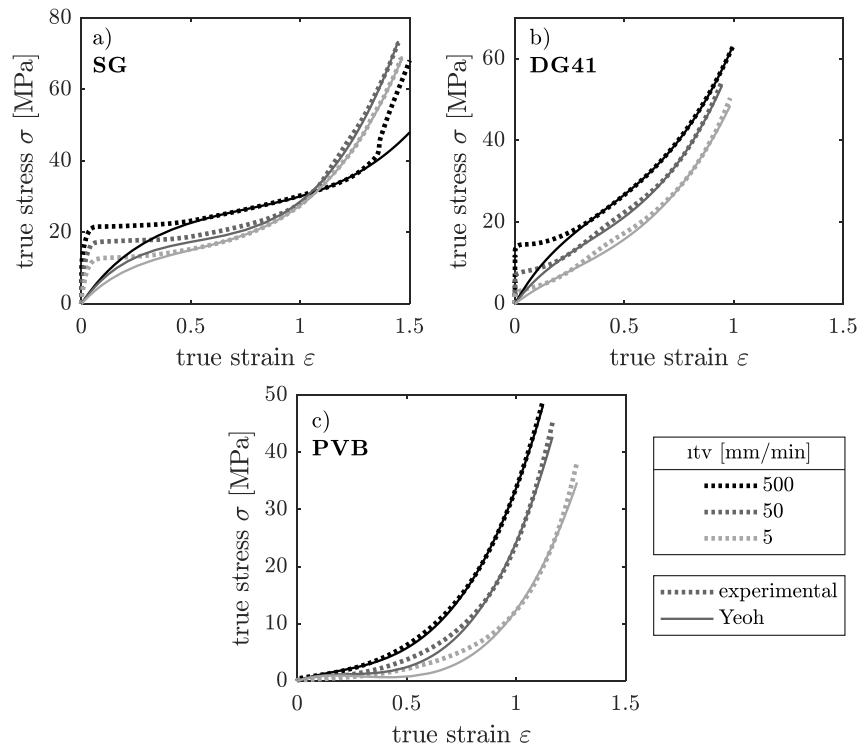 a)
SG
true stress σ [MPa]
80
60
40
20
0
0 0.5 1 1.5
true strain ε
b)
DG41
true stress σ [MPa]
60
40
20
0
0 0.5 1 1.5
true strain ε
c)
PVB
true stress σ [MPa]
50
40
30
20
10
0
0 0.5 1 1.5
true strain ε
ıtv [mm/min]
500
50
5
experimental
Yeoh